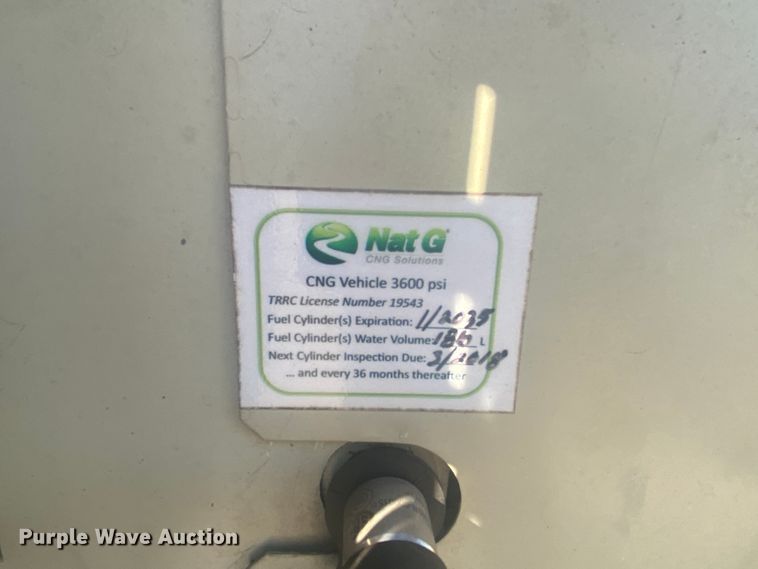 Nat G
CNG Solutions
CNG Vehicle 3600 psi
TRRC License Number 19543
Fuel Cylinder(s) Expiration: 1/2035
Fuel Cylinder(s) Water Volume: L
Next Cylinder Inspection Due: 3/2018
... and every 36 months thereafter
Purple Wave Auction